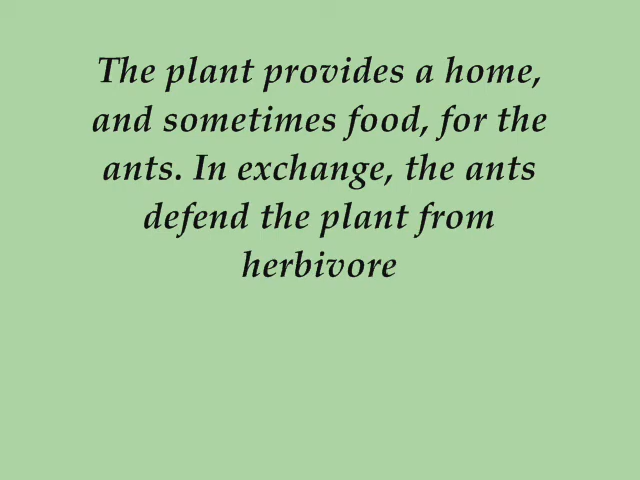 The plant provides a home,
and sometimes food, for the
ants. In exchange, the ants
defend the plant from
herbivore